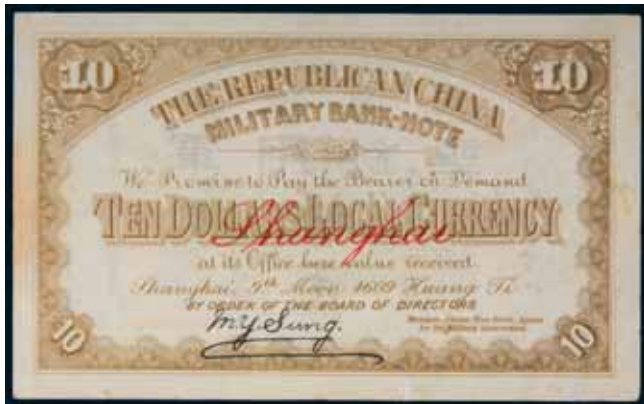 10 10
THE REPUBLICAN CHINA
MILITARY BANK-NOTE
We Promise to Pay the Bearer on Demand
TEN DOLLARS LOCAL CURRENCY
Shanghai
at its Office here value received
Shanghai, 9th Moon 4609 Huang Ti
BY ORDER OF THE BOARD OF DIRECTORS
M.Y. Sung.
10 10